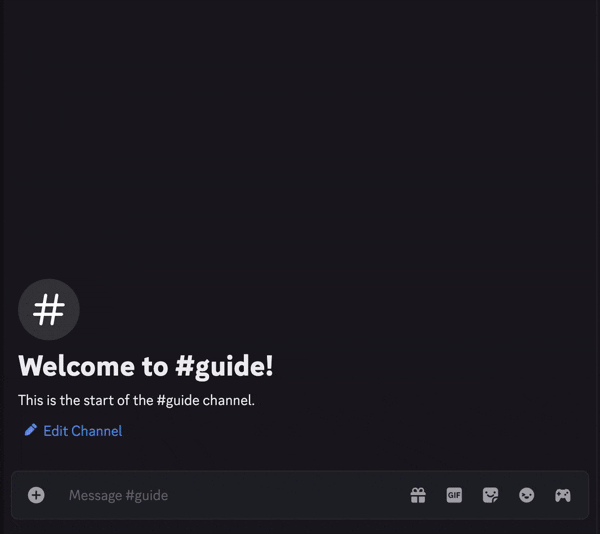 #
Welcome to #guide!
This is the start of the #guide channel.
Edit Channel
Message #guide
GIF